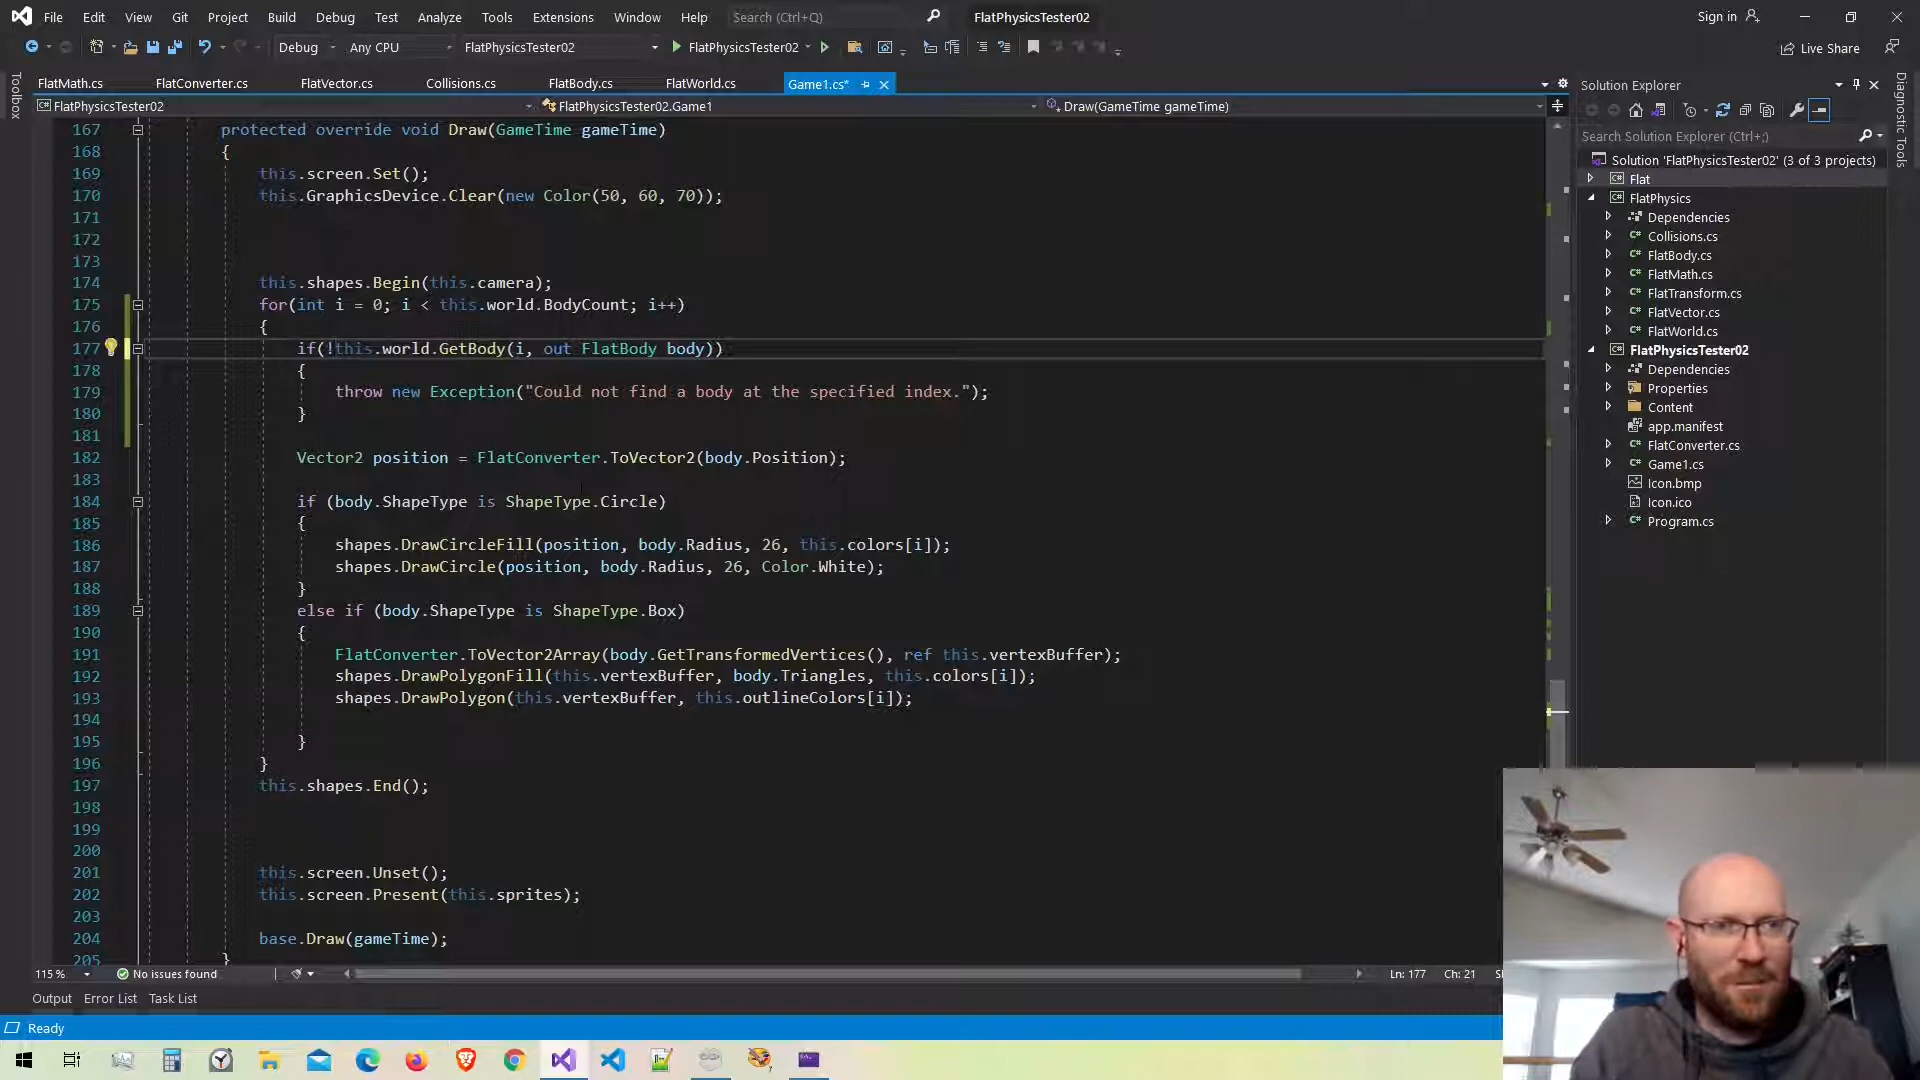 File Edit View Git Project Build Debug Test Analyze Tools Extensions Window Help Search (Ctrl+Q) FlatPhysicsTester02 Sign in
Debug Any CPU FlatPhysicsTester02 FlatPhysicsTester02 Live Share
Toolbox
FlatMath.cs FlatConverter.cs FlatVector.cs Collisions.cs FlatBody.cs FlatWorld.cs Game1.cs*
FlatPhysicsTester02 FlatPhysicsTester02.Game1 Draw(GameTime gameTime)
167 protected override void Draw(GameTime gameTime)
168 {
169 this.screen.Set();
170 this.GraphicsDevice.Clear(new Color(50, 60, 70));
171
172
173
174 this.shapes.Begin(this.camera);
175 for(int i = 0; i < this.world.BodyCount; i++)
176 {
177 if(!this.world.GetBody(i, out FlatBody body))
178 {
179 throw new Exception("Could not find a body at the specified index.");
180 }
181
182 Vector2 position = FlatConverter.ToVector2(body.Position);
183
184 if (body.ShapeType is ShapeType.Circle)
185 {
186 shapes.DrawCircleFill(position, body.Radius, 26, this.colors[i]);
187 shapes.DrawCircle(position, body.Radius, 26, Color.White);
188 }
189 else if (body.ShapeType is ShapeType.Box)
190 {
191 FlatConverter.ToVector2Array(body.GetTransformedVertices(), ref this.vertexBuffer);
192 shapes.DrawPolygonFill(this.vertexBuffer, body.Triangles, this.colors[i]);
193 shapes.DrawPolygon(this.vertexBuffer, this.outlineColors[i]);
194
195 }
196 }
197 this.shapes.End();
198
199
200
201 this.screen.Unset();
202 this.screen.Present(this.sprites);
203
204 base.Draw(gameTime);
205 }
115 % No issues found Ln: 177 Ch: 21
Output Error List Task List
Ready
Solution Explorer
Search Solution Explorer (Ctrl+;)
Solution 'FlatPhysicsTester02' (3 of 3 projects)
Flat
FlatPhysics
Dependencies
Collisions.cs
FlatBody.cs
FlatMath.cs
FlatTransform.cs
FlatVector.cs
FlatWorld.cs
FlatPhysicsTester02
Dependencies
Properties
Content
app.manifest
FlatConverter.cs
Game1.cs
Icon.bmp
Icon.ico
Program.cs
Diagnostic Tools